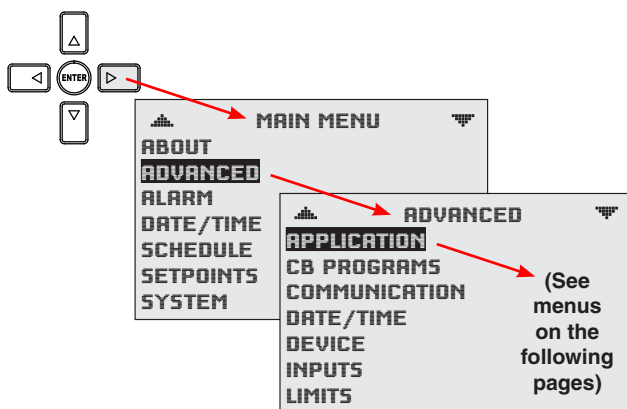 ENTER
MAIN MENU
ABOUT
ADVANCED
ALARM
DATE/TIME
SCHEDULE
SETPOINTS
SYSTEM
ADVANCED
APPLICATION
CB PROGRAMS
COMMUNICATION
DATE/TIME
DEVICE
INPUTS
LIMITS
(See
menus
on the
following
pages)